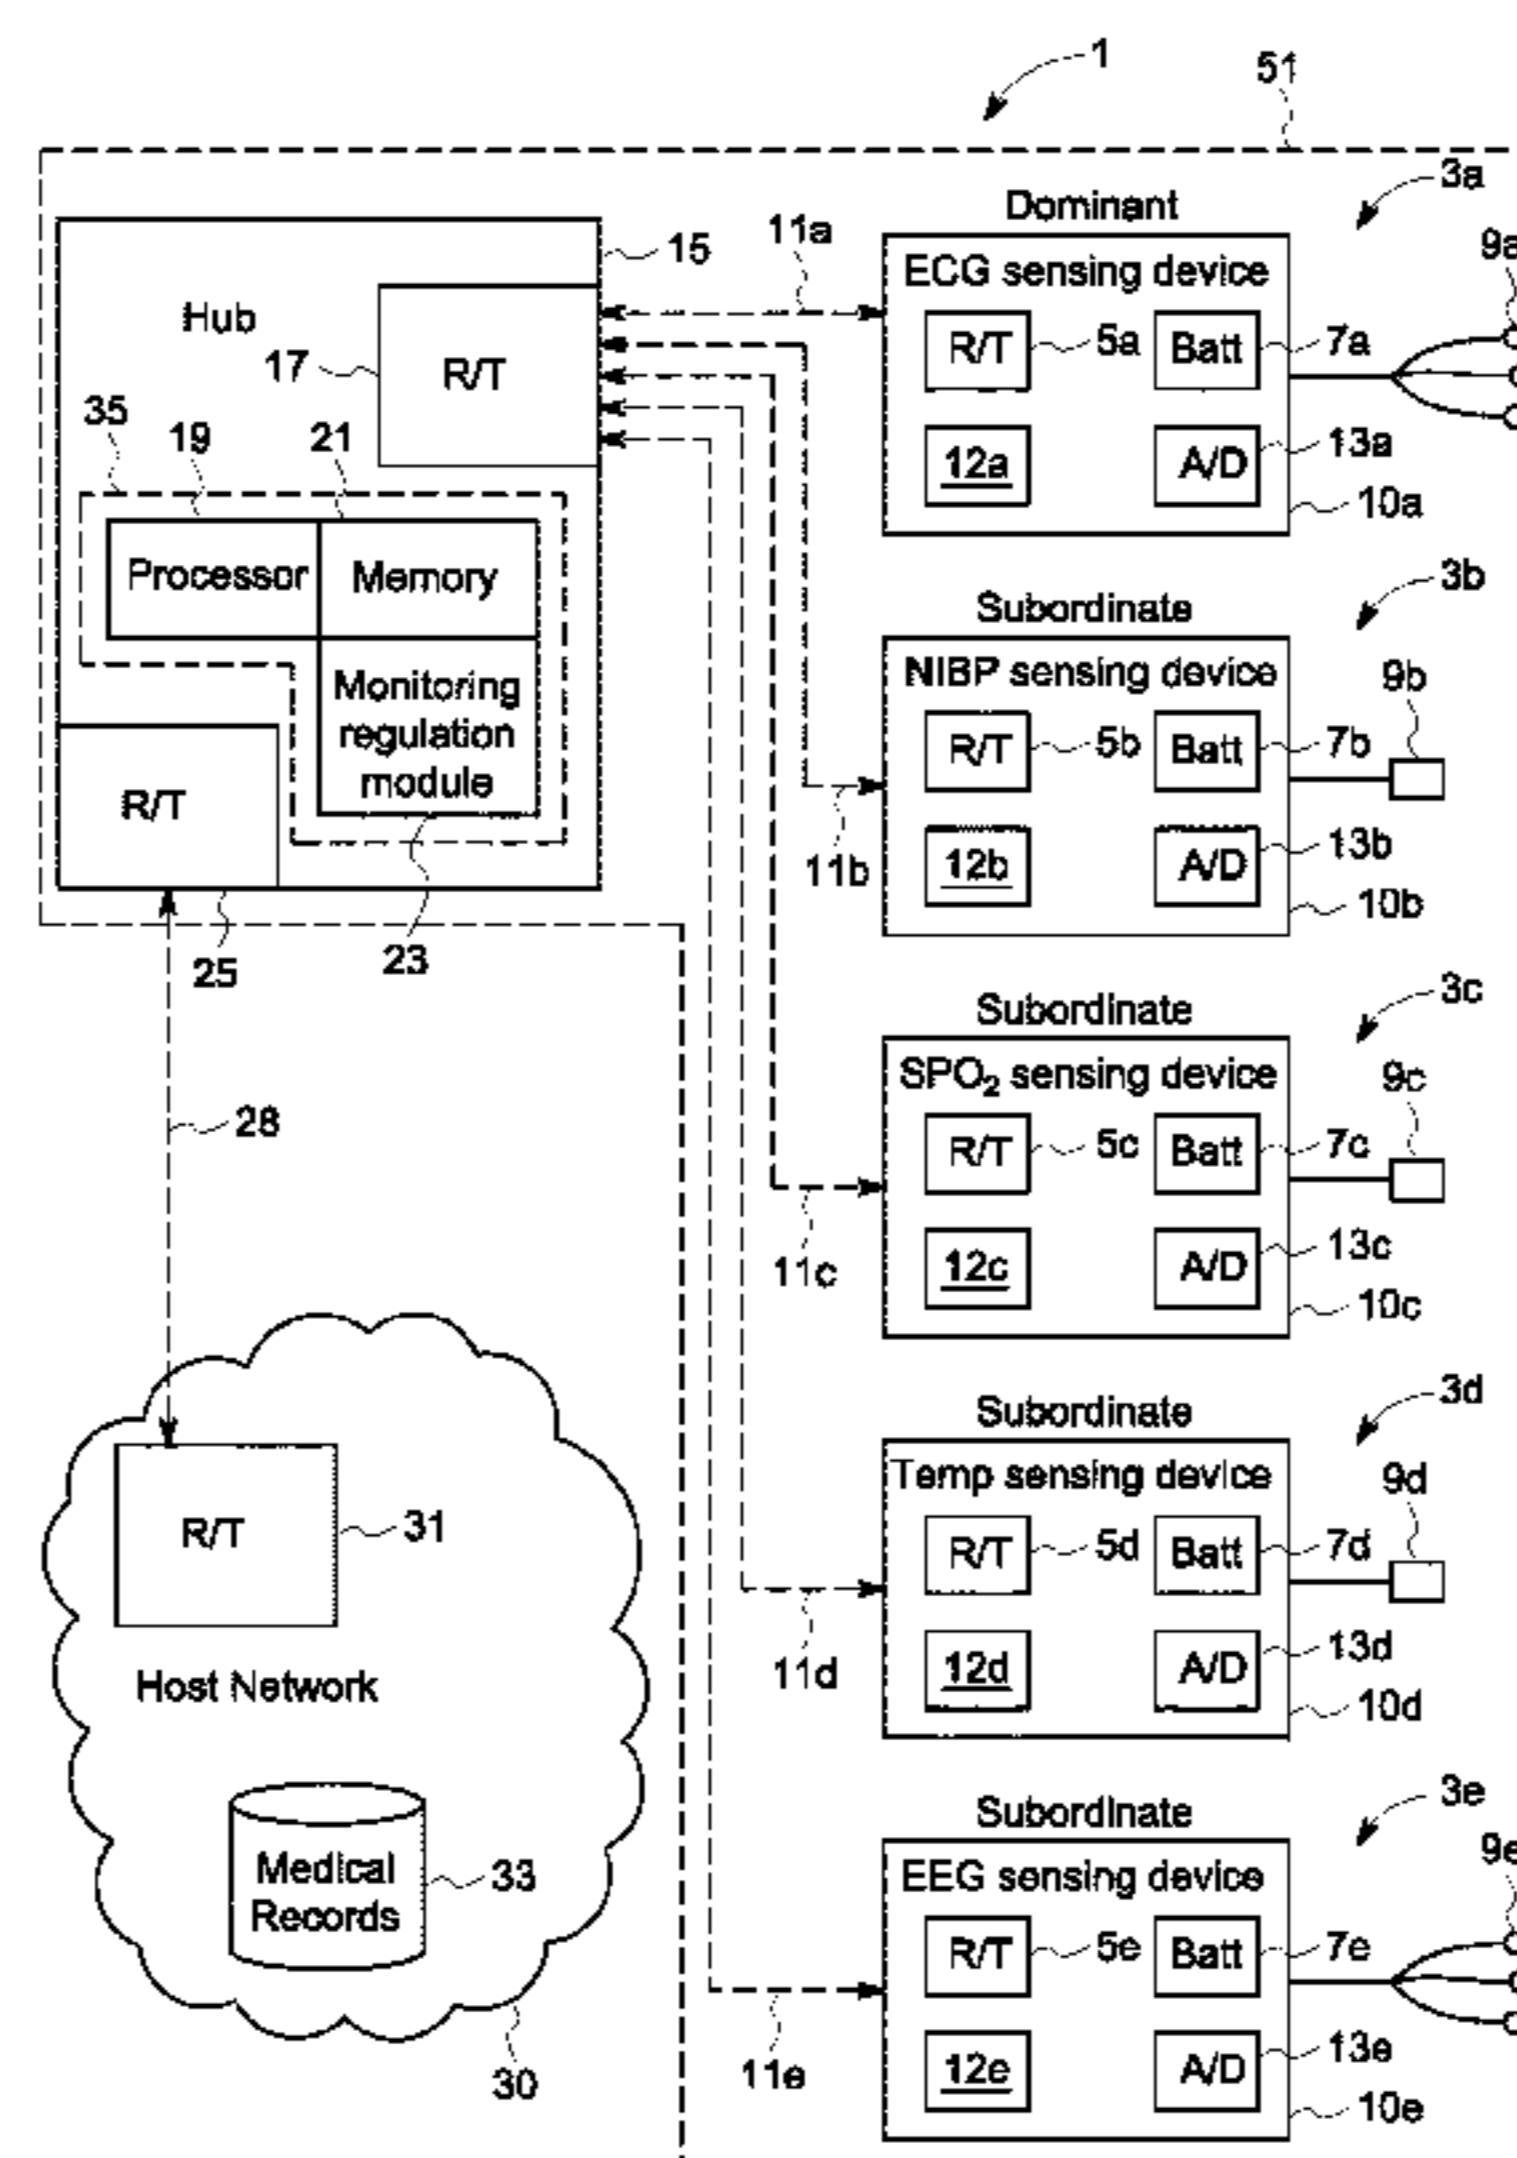 1
51
Dominant
3a
11a
15
ECG sensing device
9a
Hub
R/T
5a
Batt
7a
17
R/T
35
19
21
12a
A/D
13a
10a
Processor
Memory
Subordinate
3b
Monitoring
regulation
module
NIBP sensing device
9b
R/T
5b
Batt
7b
R/T
11b
12b
A/D
13b
10b
25
23
Subordinate
3c
SPO₂ sensing device
9c
28
R/T
5c
Batt
7c
11c
12c
A/D
13c
10c
Subordinate
3d
Temp sensing device
9d
R/T
31
R/T
5d
Batt
7d
Host Network
11d
12d
A/D
13d
10d
Subordinate
3e
Medical
Records
33
EEG sensing device
9e
R/T
5e
Batt
7e
30
11e
12e
A/D
13e
10e